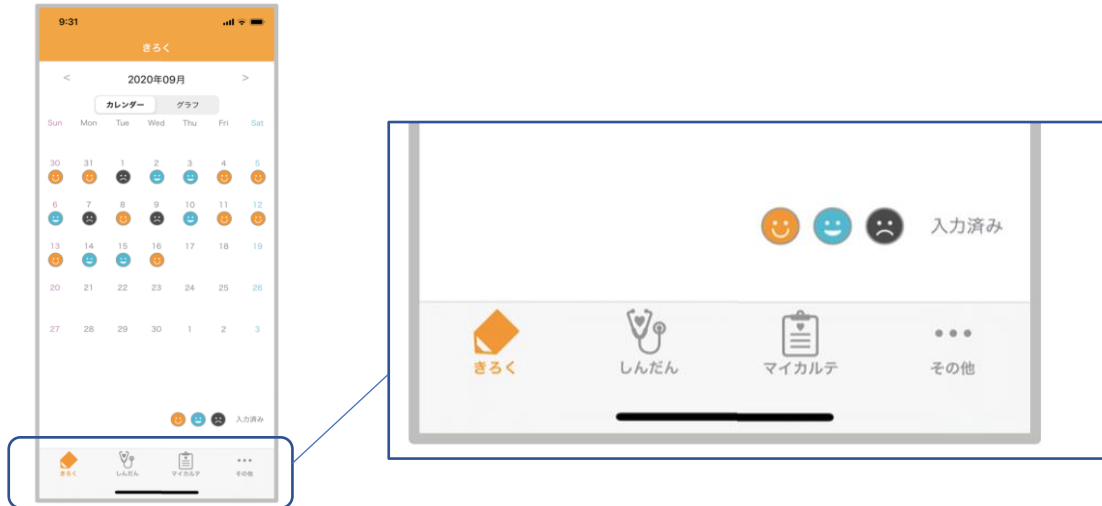 9:31
きろく
< 2020年09月 >
カレンダー グラフ
Sun Mon Tue Wed Thu Fri Sat
30 31 1 2 3 4 5
6 7 8 9 10 11 12
13 14 15 16 17 18 19
20 21 22 23 24 25 26
27 28 29 30 1 2 3
入力済み
きろく しんだん マイカルテ その他
入力済み
きろく しんだん マイカルテ その他